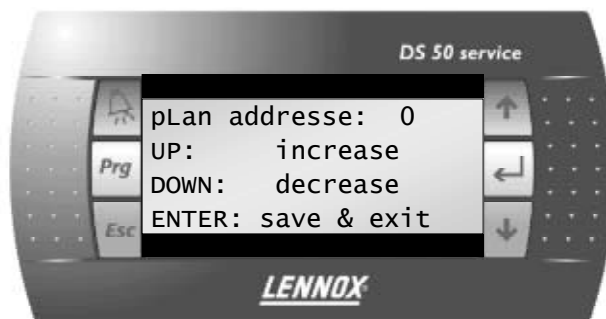 DS 50 service
pLan addresse: 0
UP: increase
Prg
DOWN: decrease
Esc
ENTER: save & exit
LENNOX